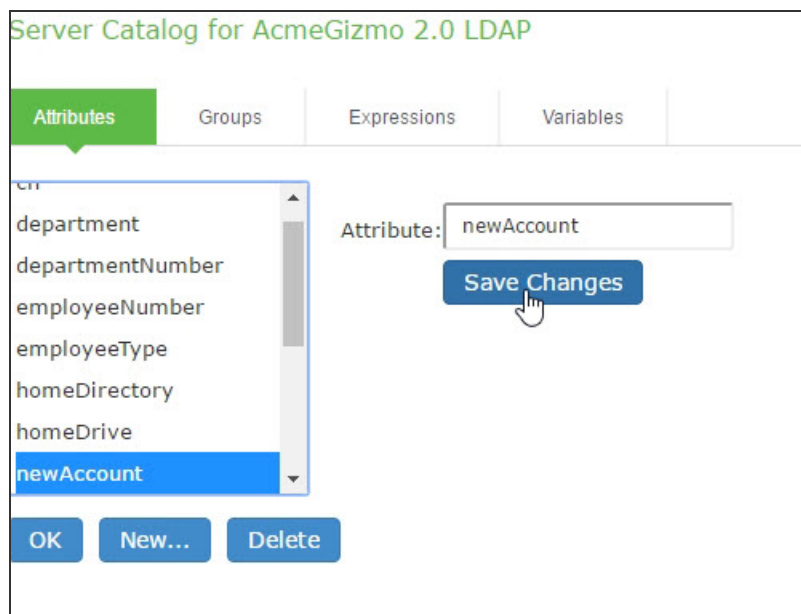 Server Catalog for AcmeGizmo 2.0 LDAP
Attributes
Groups
Expressions
Variables
cn
department
departmentNumber
employeeNumber
employeeType
homeDirectory
homeDrive
newAccount
Attribute:
newAccount
Save Changes
OK
New...
Delete